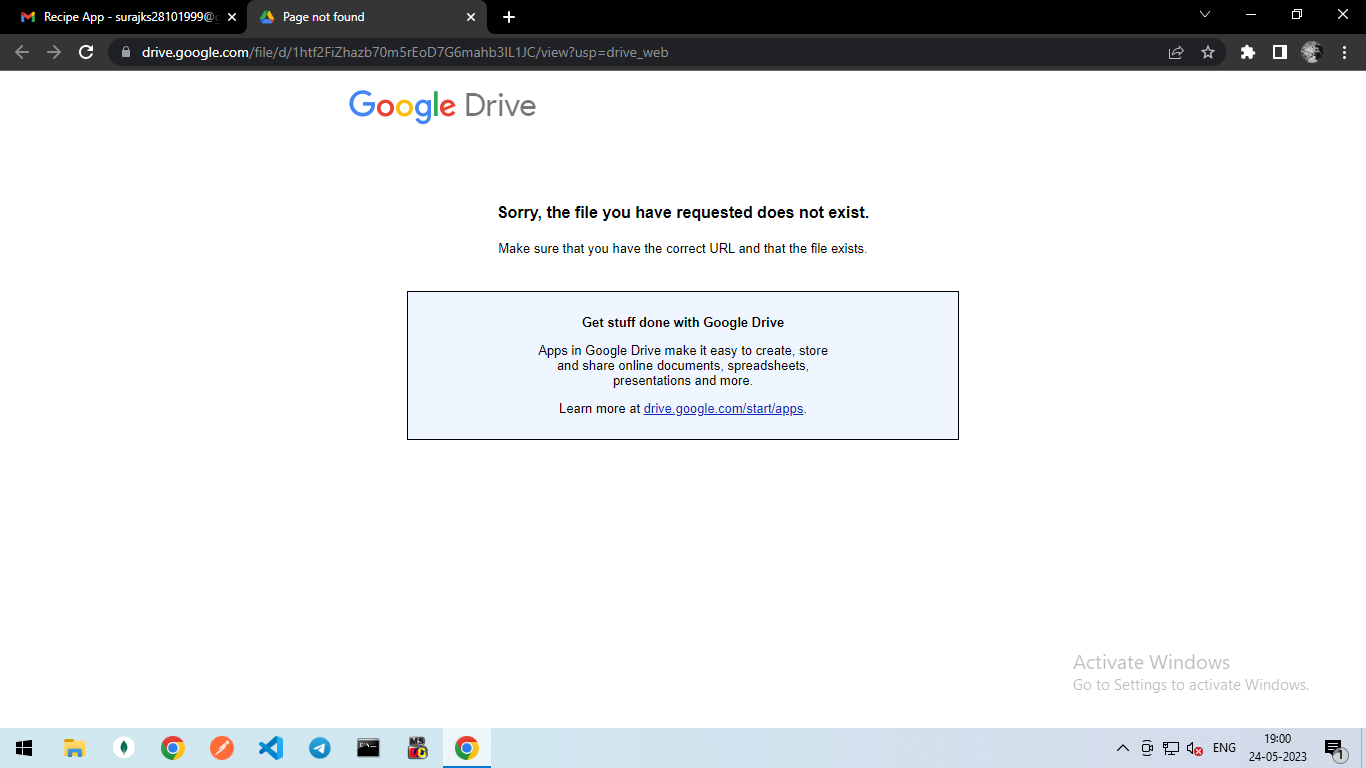 Recipe App - surajks28101999@g
Page not found
drive.google.com/file/d/1htf2FiZhazb70m5rEoD7G6mahb3IL1JC/view?usp=drive_web
Google Drive
Sorry, the file you have requested does not exist.
Make sure that you have the correct URL and that the file exists.
Get stuff done with Google Drive
Apps in Google Drive make it easy to create, store
and share online documents, spreadsheets,
presentations and more.
Learn more at drive.google.com/start/apps.
Activate Windows
Go to Settings to activate Windows.
ENG
19:00
24-05-2023
1